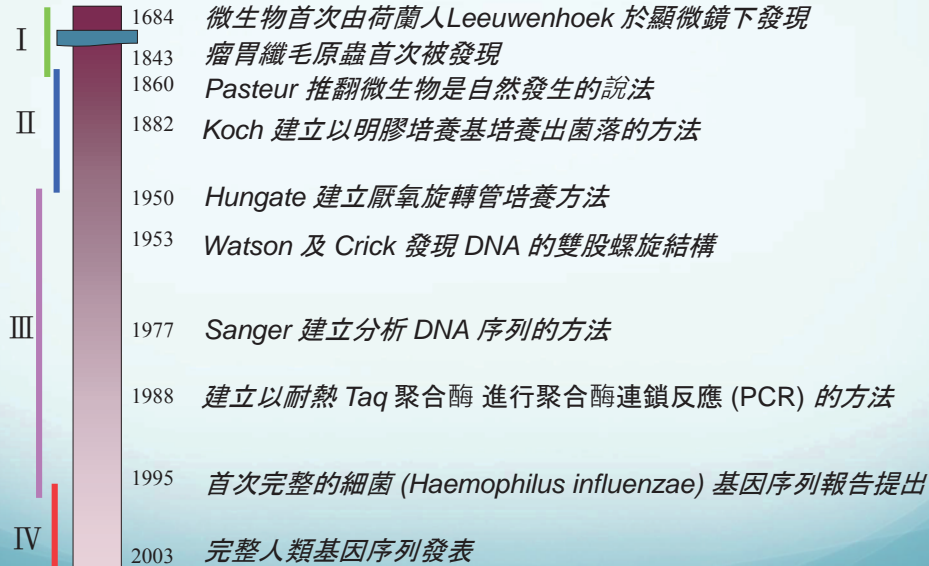 1684 微生物首次由荷蘭人Leeuwenhoek 於顯微鏡下發現
I
1843 瘤胃纖毛原蟲首次被發現
1860 Pasteur 推翻微生物是自然發生的說法
II
1882 Koch 建立以明膠培養基培養出菌落的方法
1950 Hungate 建立厭氧旋轉管培養方法
1953 Watson 及 Crick 發現 DNA 的雙股螺旋結構
III
1977 Sanger 建立分析 DNA 序列的方法
1988 建立以耐熱 Taq 聚合酶 進行聚合酶連鎖反應 (PCR) 的方法
1995 首次完整的細菌 (Haemophilus influenzae) 基因序列報告提出
IV
2003 完整人類基因序列發表